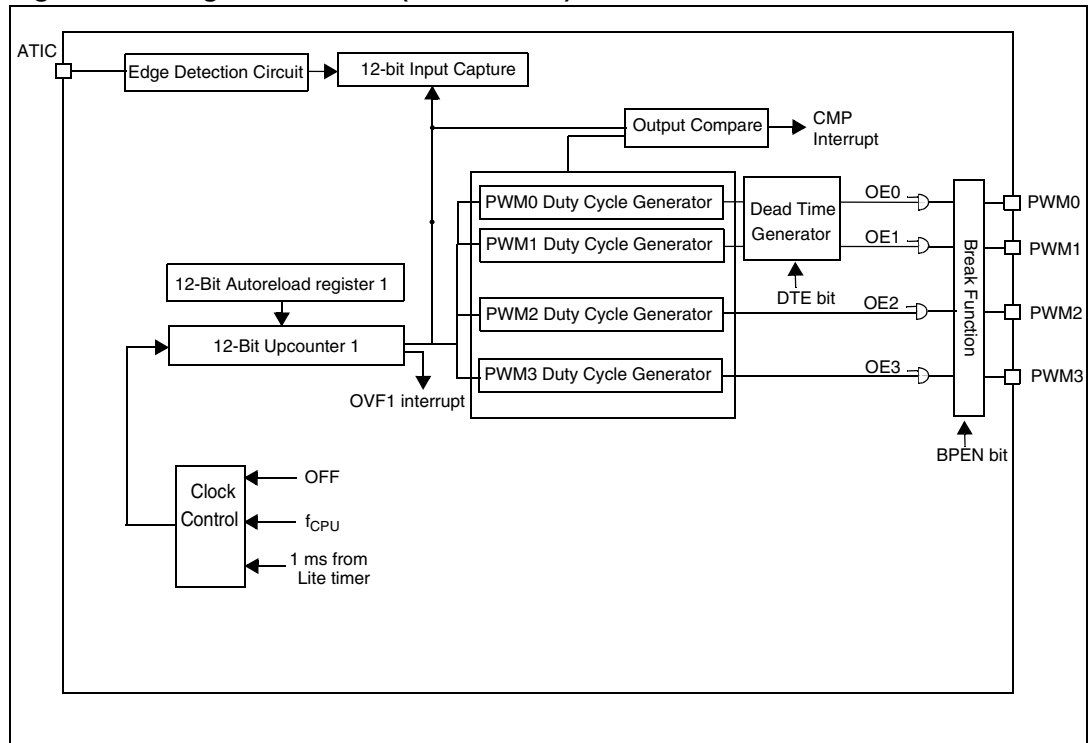 ATIC
Edge Detection Circuit
12-bit Input Capture
Output Compare
CMP
Interrupt
PWM0 Duty Cycle Generator
PWM1 Duty Cycle Generator
PWM2 Duty Cycle Generator
PWM3 Duty Cycle Generator
Dead Time
Generator
DTE bit
OE0
OE1
OE2
OE3
Break Function
BPEN bit
PWM0
PWM1
PWM2
PWM3
12-Bit Autoreload register 1
12-Bit Upcounter 1
OVF1 interrupt
Clock
Control
OFF
fCPU
1 ms from
Lite timer